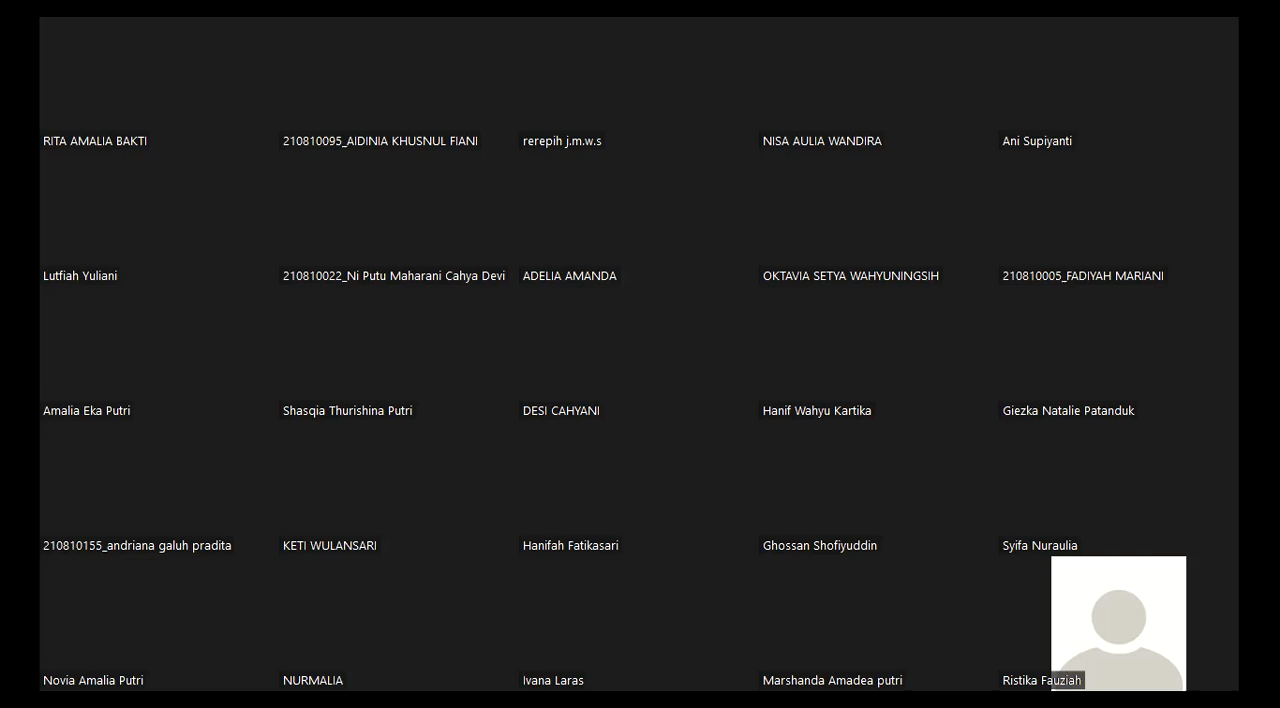 RITA AMALIA BAKTI
210810095_AIDINIA KHUSNUL FIANI
rerepih j.m.w.s
NISA AULIA WANDIRA
Ani Supiyanti
Lutfiah Yuliani
210810022_Ni Putu Maharani Cahya Devi
ADELIA AMANDA
OKTAVIA SETYA WAHYUNINGSIH
210810005_FADIYAH MARIANI
Amalia Eka Putri
Shasqia Thurishina Putri
DESI CAHYANI
Hanif Wahyu Kartika
Giezka Natalie Patanduk
210810155_andriana galuh pradita
KETI WULANSARI
Hanifah Fatikasari
Ghossan Shofiyuddin
Syifa Nuraulia
Novia Amalia Putri
NURMALIA
Ivana Laras
Marshanda Amadea putri
Ristika Fauziah